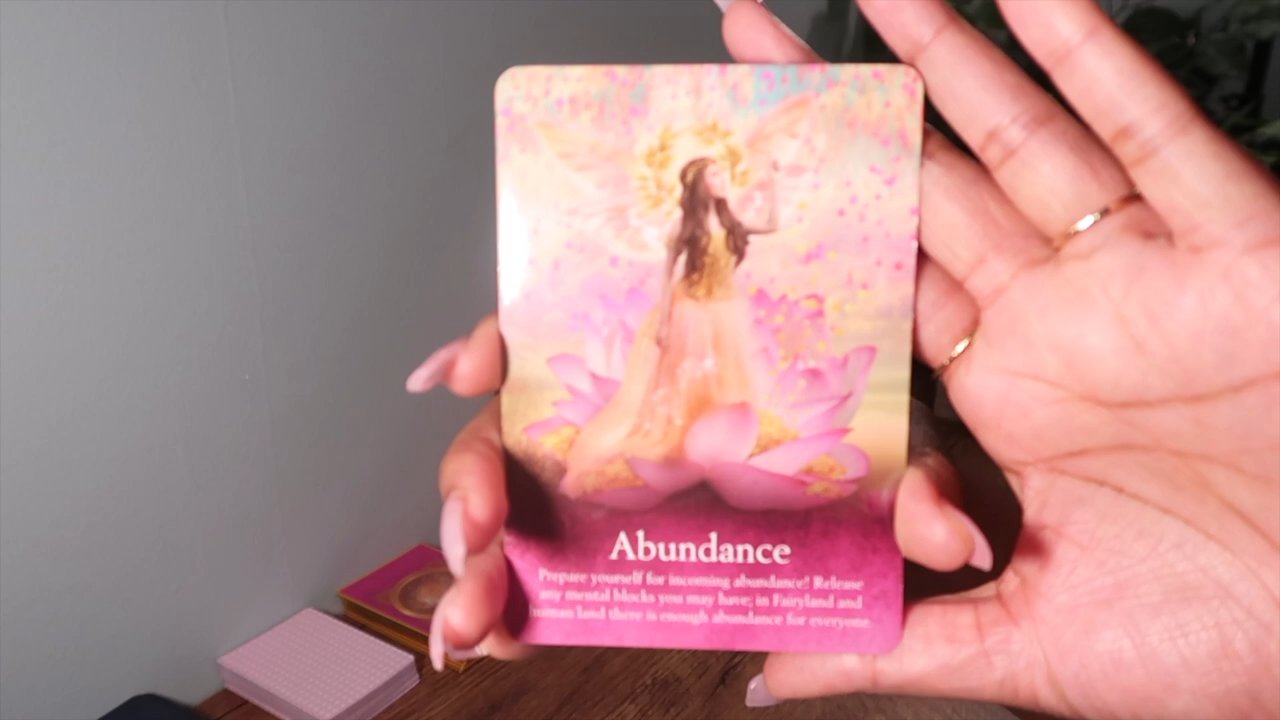 Abundance
Prepare yourself for incoming abundance! Release
any mental blocks you may have; in Fairyland and
human land there is enough abundance for everyone.